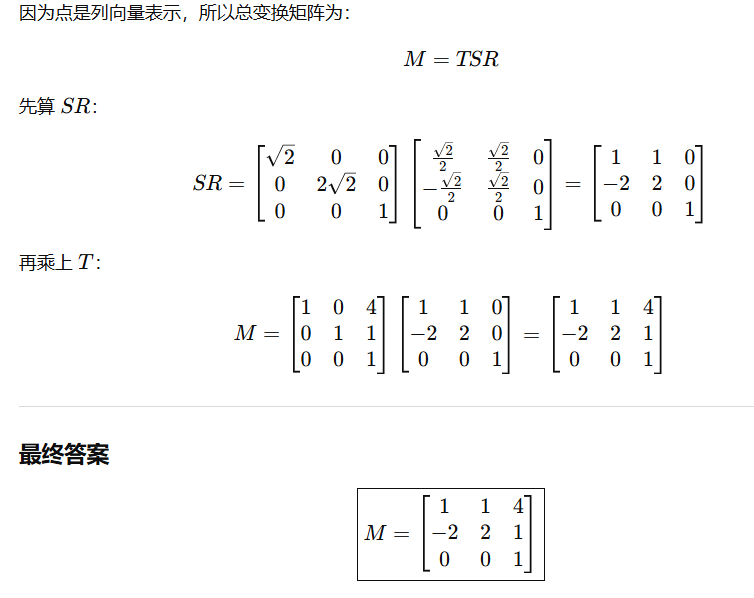 因为点是列向量表示，所以总变换矩阵为：
$$M = TSR$$
先算 $SR$：
$$SR = \begin{bmatrix} \sqrt{2} & 0 & 0 \\ 0 & 2\sqrt{2} & 0 \\ 0 & 0 & 1 \end{bmatrix} \begin{bmatrix} \frac{\sqrt{2}}{2} & \frac{\sqrt{2}}{2} & 0 \\ -\frac{\sqrt{2}}{2} & \frac{\sqrt{2}}{2} & 0 \\ 0 & 0 & 1 \end{bmatrix} = \begin{bmatrix} 1 & 1 & 0 \\ -2 & 2 & 0 \\ 0 & 0 & 1 \end{bmatrix}$$
再乘上 $T$：
$$M = \begin{bmatrix} 1 & 0 & 4 \\ 0 & 1 & 1 \\ 0 & 0 & 1 \end{bmatrix} \begin{bmatrix} 1 & 1 & 0 \\ -2 & 2 & 0 \\ 0 & 0 & 1 \end{bmatrix} = \begin{bmatrix} 1 & 1 & 4 \\ -2 & 2 & 1 \\ 0 & 0 & 1 \end{bmatrix}$$
最终答案
$$\boxed{M = \begin{bmatrix} 1 & 1 & 4 \\ -2 & 2 & 1 \\ 0 & 0 & 1 \end{bmatrix}}$$